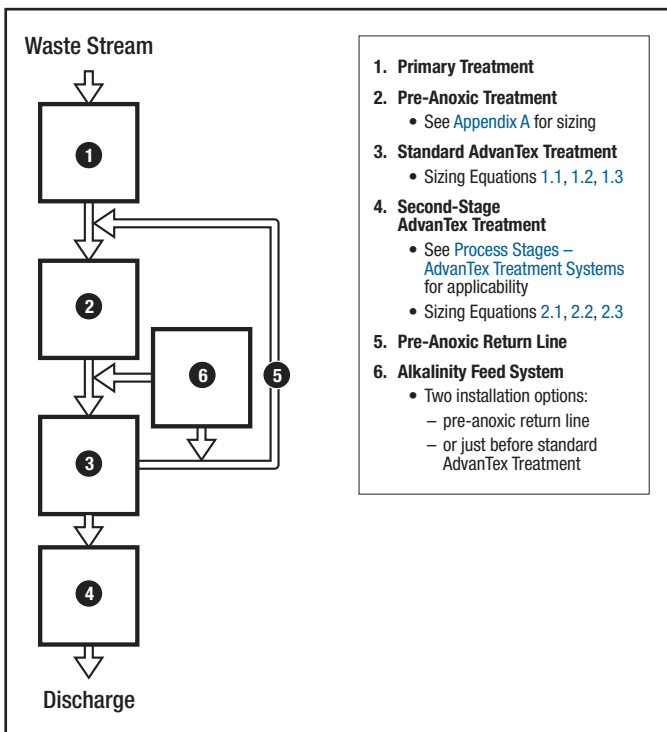 Waste Stream
1
2
6
5
3
4
Discharge
1. Primary Treatment
2. Pre-Anoxic Treatment
• See Appendix A for sizing
3. Standard AdvanTex Treatment
• Sizing Equations 1.1, 1.2, 1.3
4. Second-Stage
AdvanTex Treatment
• See Process Stages –
AdvanTex Treatment Systems
for applicability
• Sizing Equations 2.1, 2.2, 2.3
5. Pre-Anoxic Return Line
6. Alkalinity Feed System
• Two installation options:
– pre-anoxic return line
– or just before standard
AdvanTex Treatment